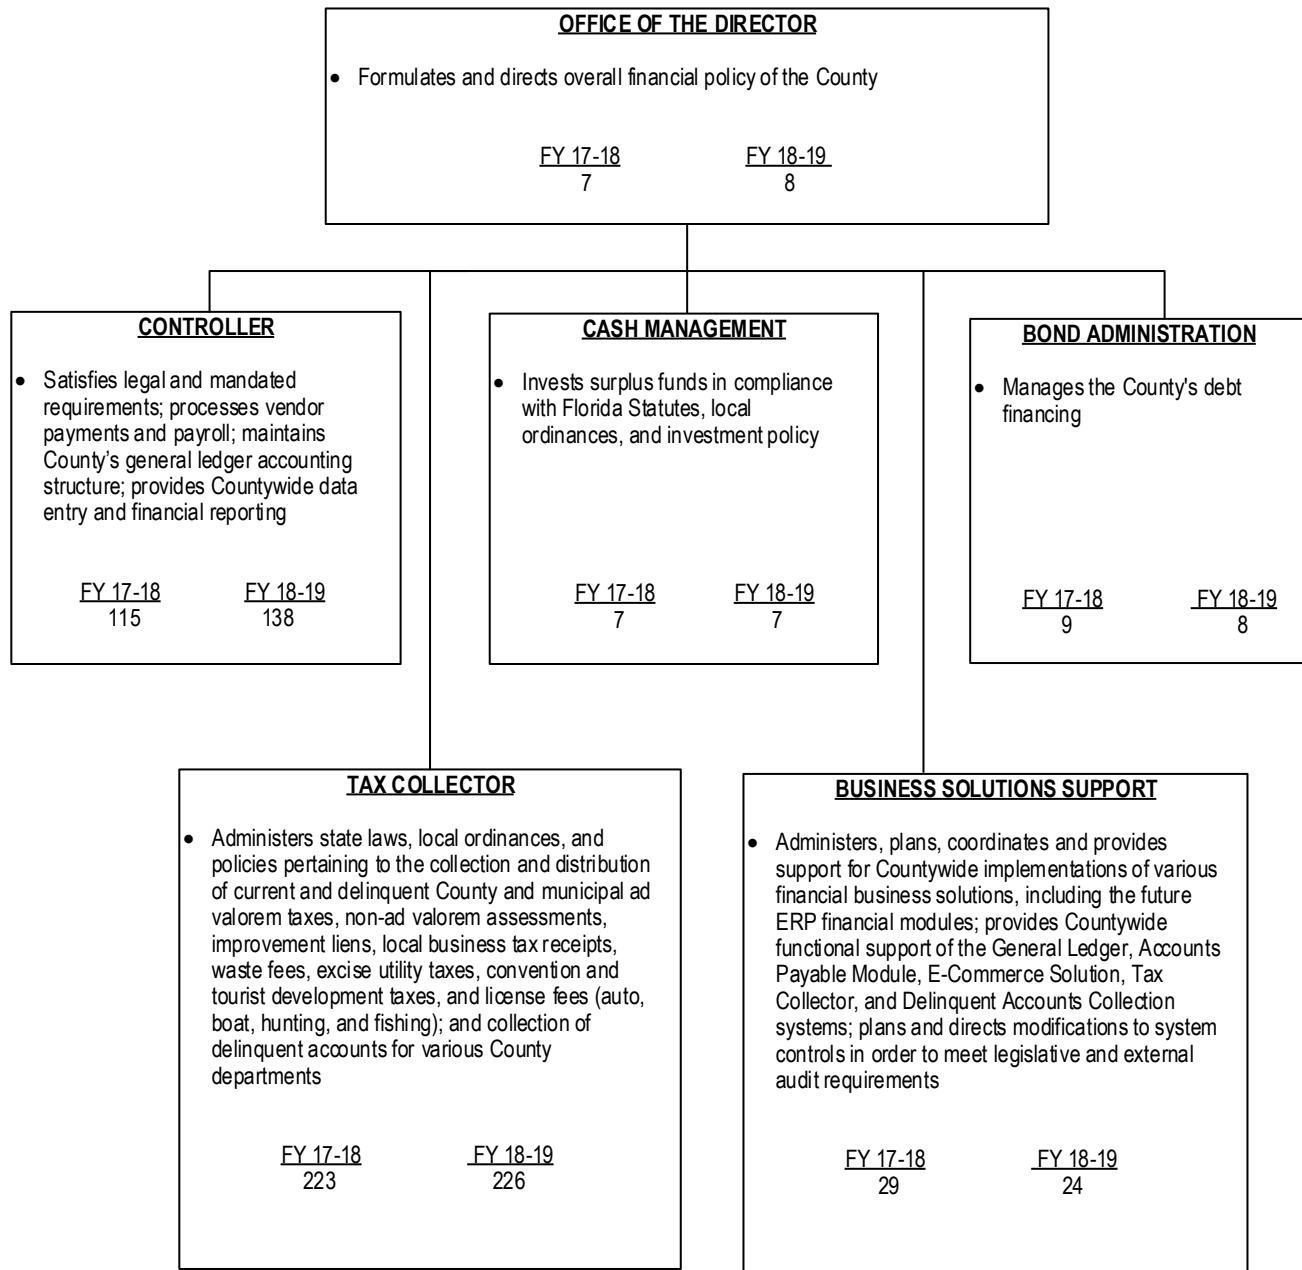 OFFICE OF THE DIRECTOR
• Formulates and directs overall financial policy of the County
FY 17-18 FY 18-19
7 8
CONTROLLER
• Satisfies legal and mandated
requirements; processes vendor
payments and payroll; maintains
County’s general ledger accounting
structure; provides Countywide data
entry and financial reporting
FY 17-18 FY 18-19
115 138
CASH MANAGEMENT
• Invests surplus funds in compliance
with Florida Statutes, local
ordinances, and investment policy
FY 17-18 FY 18-19
7 7
BOND ADMINISTRATION
• Manages the County's debt
financing
FY 17-18 FY 18-19
9 8
TAX COLLECTOR
• Administers state laws, local ordinances, and
policies pertaining to the collection and distribution
of current and delinquent County and municipal ad
valorem taxes, non-ad valorem assessments,
improvement liens, local business tax receipts,
waste fees, excise utility taxes, convention and
tourist development taxes, and license fees (auto,
boat, hunting, and fishing); and collection of
delinquent accounts for various County
departments
FY 17-18 FY 18-19
223 226
BUSINESS SOLUTIONS SUPPORT
• Administers, plans, coordinates and provides
support for Countywide implementations of various
financial business solutions, including the future
ERP financial modules; provides Countywide
functional support of the General Ledger, Accounts
Payable Module, E-Commerce Solution, Tax
Collector, and Delinquent Accounts Collection
systems; plans and directs modifications to system
controls in order to meet legislative and external
audit requirements
FY 17-18 FY 18-19
29 24